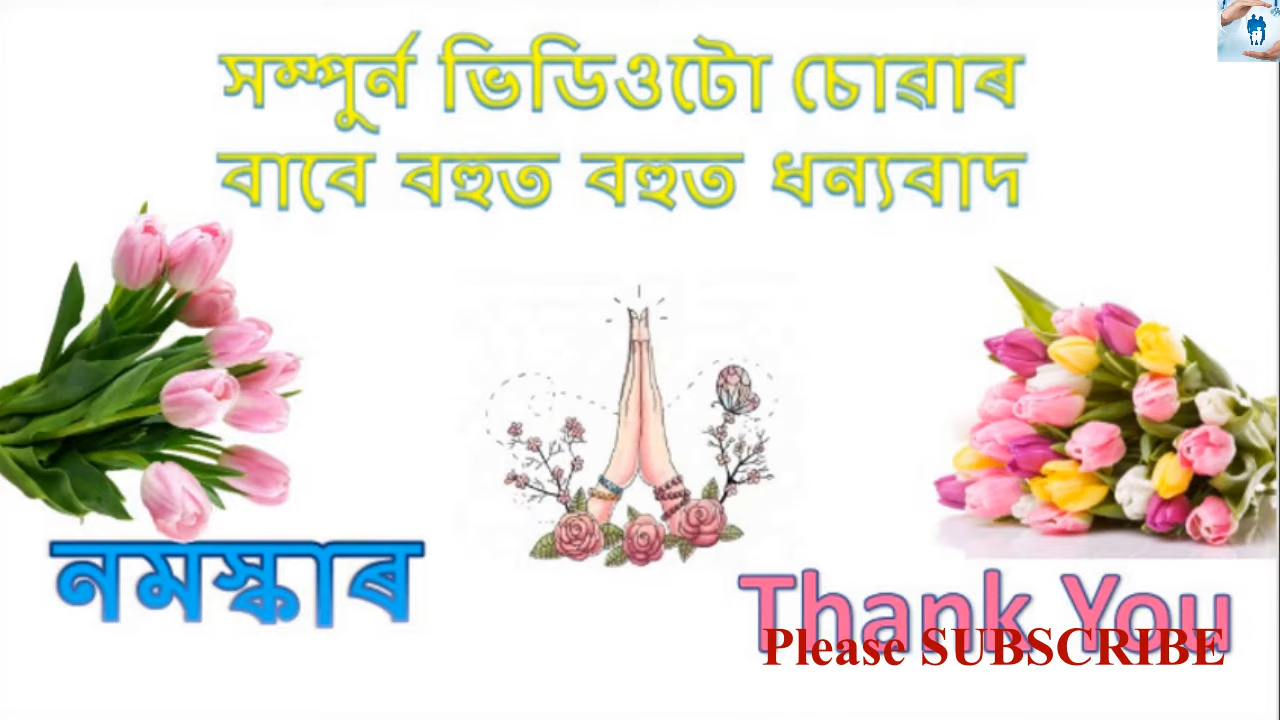 সম্পুৰ্ন ভিডিওটো চোৱাৰ
বাবে বহুত বহুত ধন্যবাদ
নমস্কাৰ
Thank You
Please SUBSCRIBE